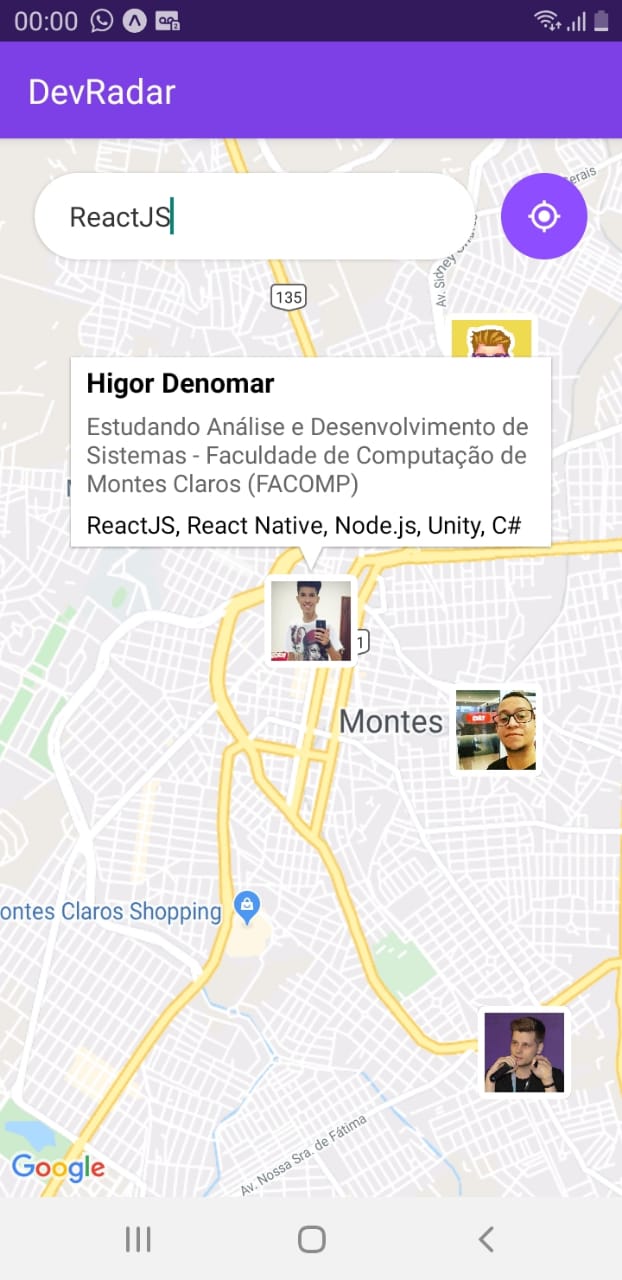 00:00
DevRadar
erais
ReactJS
Av. Sidney
135
Higor Denomar
Estudando Análise e Desenvolvimento de
Sistemas - Faculdade de Computação de
Montes Claros (FACOMP)
ReactJS, React Native, Node.js, Unity, C#
1
Montes
ontes Claros Shopping
Av. Nossa Sra. de Fátima
Google